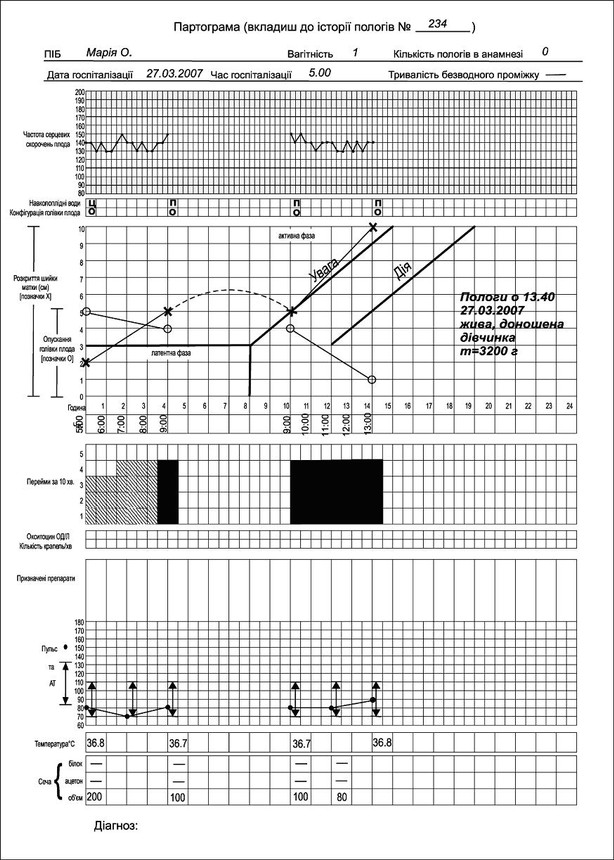 Партограма (вкладиш до історії пологів № 234 )
ПІБ Марія О. Вагітність 1 Кількість пологів в анамнезі 0
Дата госпіталізації 27.03.2007 Час госпіталізації 5.00 Тривалість безводного проміжку —
Частота серцевих скорочень плода
200
190
180
170
160
150
140
130
120
110
100
90
80
Навколоплідні води Ц П П П
Конфігурація голівки плода О О О О
Розкриття шийки матки (см) [позначки X]
Опускання голівки плода [позначки О]
10
9
8
7
6
5
4
3
2
1
0
активна фаза
Увага
Дія
латентна фаза
Пологи о 13.40
27.03.2007
жива, доношена
дівчинка
m=3200 г
Година 1 2 3 4 5 6 7 8 9 10 11 12 13 14 15 16 17 18 19 20 21 22 23 24
5:00 6:00 7:00 8:00 9:00 9:00 10:00 11:00 12:00 13:00
Перейми за 10 хв.
5
4
3
2
1
Окситоцин ОД/Л
Кількість крапель/хв
Призначені препарати
Пульс •
та
АТ
180
170
160
150
140
130
120
110
100
90
80
70
60
Температура°С 36.8 36.7 36.7 36.8
Сеча
білок — — — —
ацетон — — — —
об'єм 200 100 100 80
Діагноз: